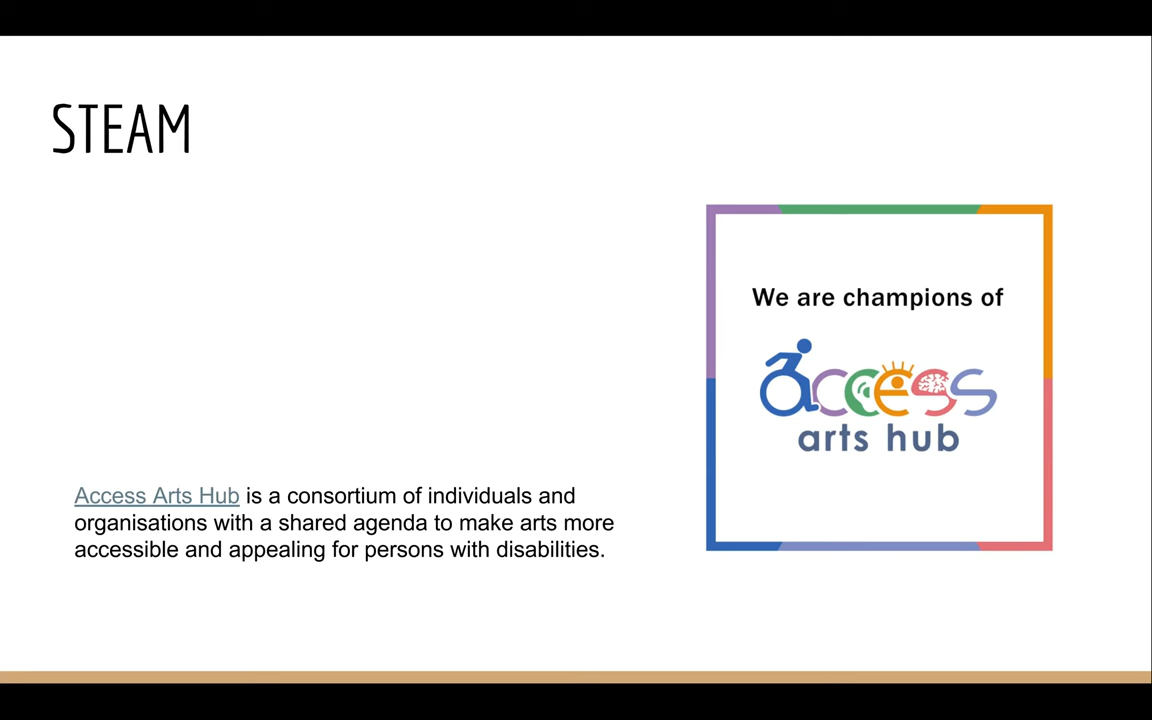 STEAM
We are champions of
access
arts hub
Access Arts Hub is a consortium of individuals and
organisations with a shared agenda to make arts more
accessible and appealing for persons with disabilities.